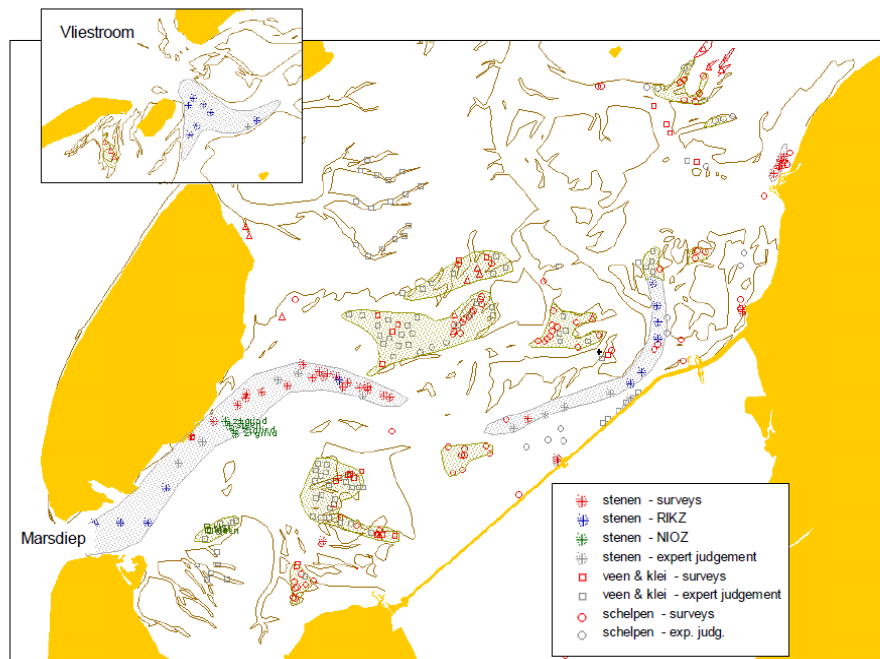 Vliestroom
Marsdiep
stenen - surveys
stenen - RIKZ
stenen - NIOZ
stenen - expert judgement
veen & klei - surveys
veen & klei - expert judgement
schelpen - surveys
schelpen - exp. judg.